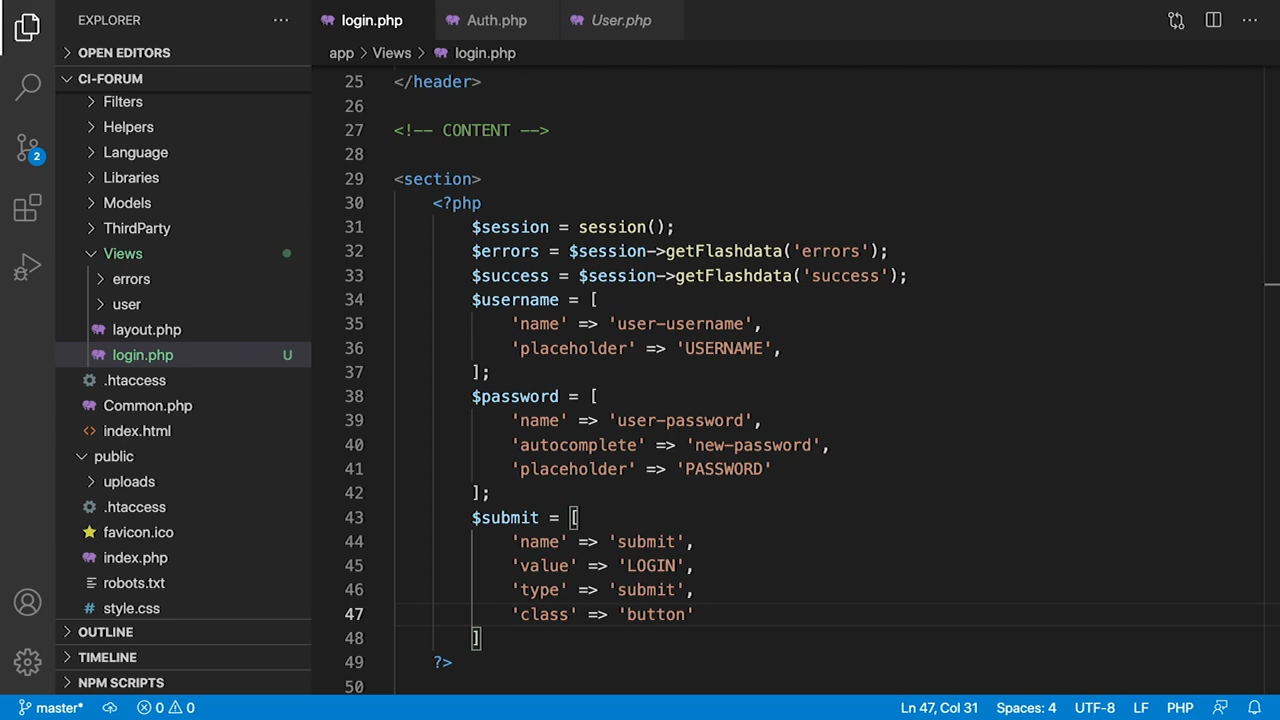 EXPLORER
OPEN EDITORS
CI-FORUM
Filters
Helpers
Language
Libraries
Models
ThirdParty
Views
errors
user
layout.php
login.php U
.htaccess
Common.php
index.html
public
uploads
.htaccess
favicon.ico
index.php
robots.txt
style.css
OUTLINE
TIMELINE
NPM SCRIPTS
2
login.php Auth.php User.php
app > Views > login.php
25 </header>
26
27 <!-- CONTENT -->
28
29 <section>
30 <?php
31 $session = session();
32 $errors = $session->getFlashdata('errors');
33 $success = $session->getFlashdata('success');
34 $username = [
35 'name' => 'user-username',
36 'placeholder' => 'USERNAME',
37 ];
38 $password = [
39 'name' => 'user-password',
40 'autocomplete' => 'new-password',
41 'placeholder' => 'PASSWORD'
42 ];
43 $submit = [
44 'name' => 'submit',
45 'value' => 'LOGIN',
46 'type' => 'submit',
47 'class' => 'button'
48 ]
49 ?>
50
master* 0 0 Ln 47, Col 31 Spaces: 4 UTF-8 LF PHP